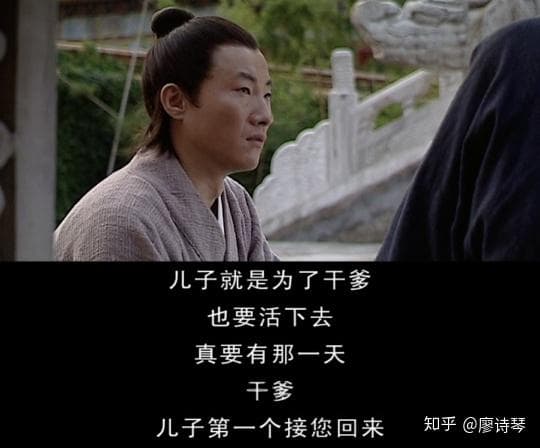 儿子就是为了干爹
也要活下去
真要有那一天
干爹
儿子第一个接您回来
知乎 @廖诗琴